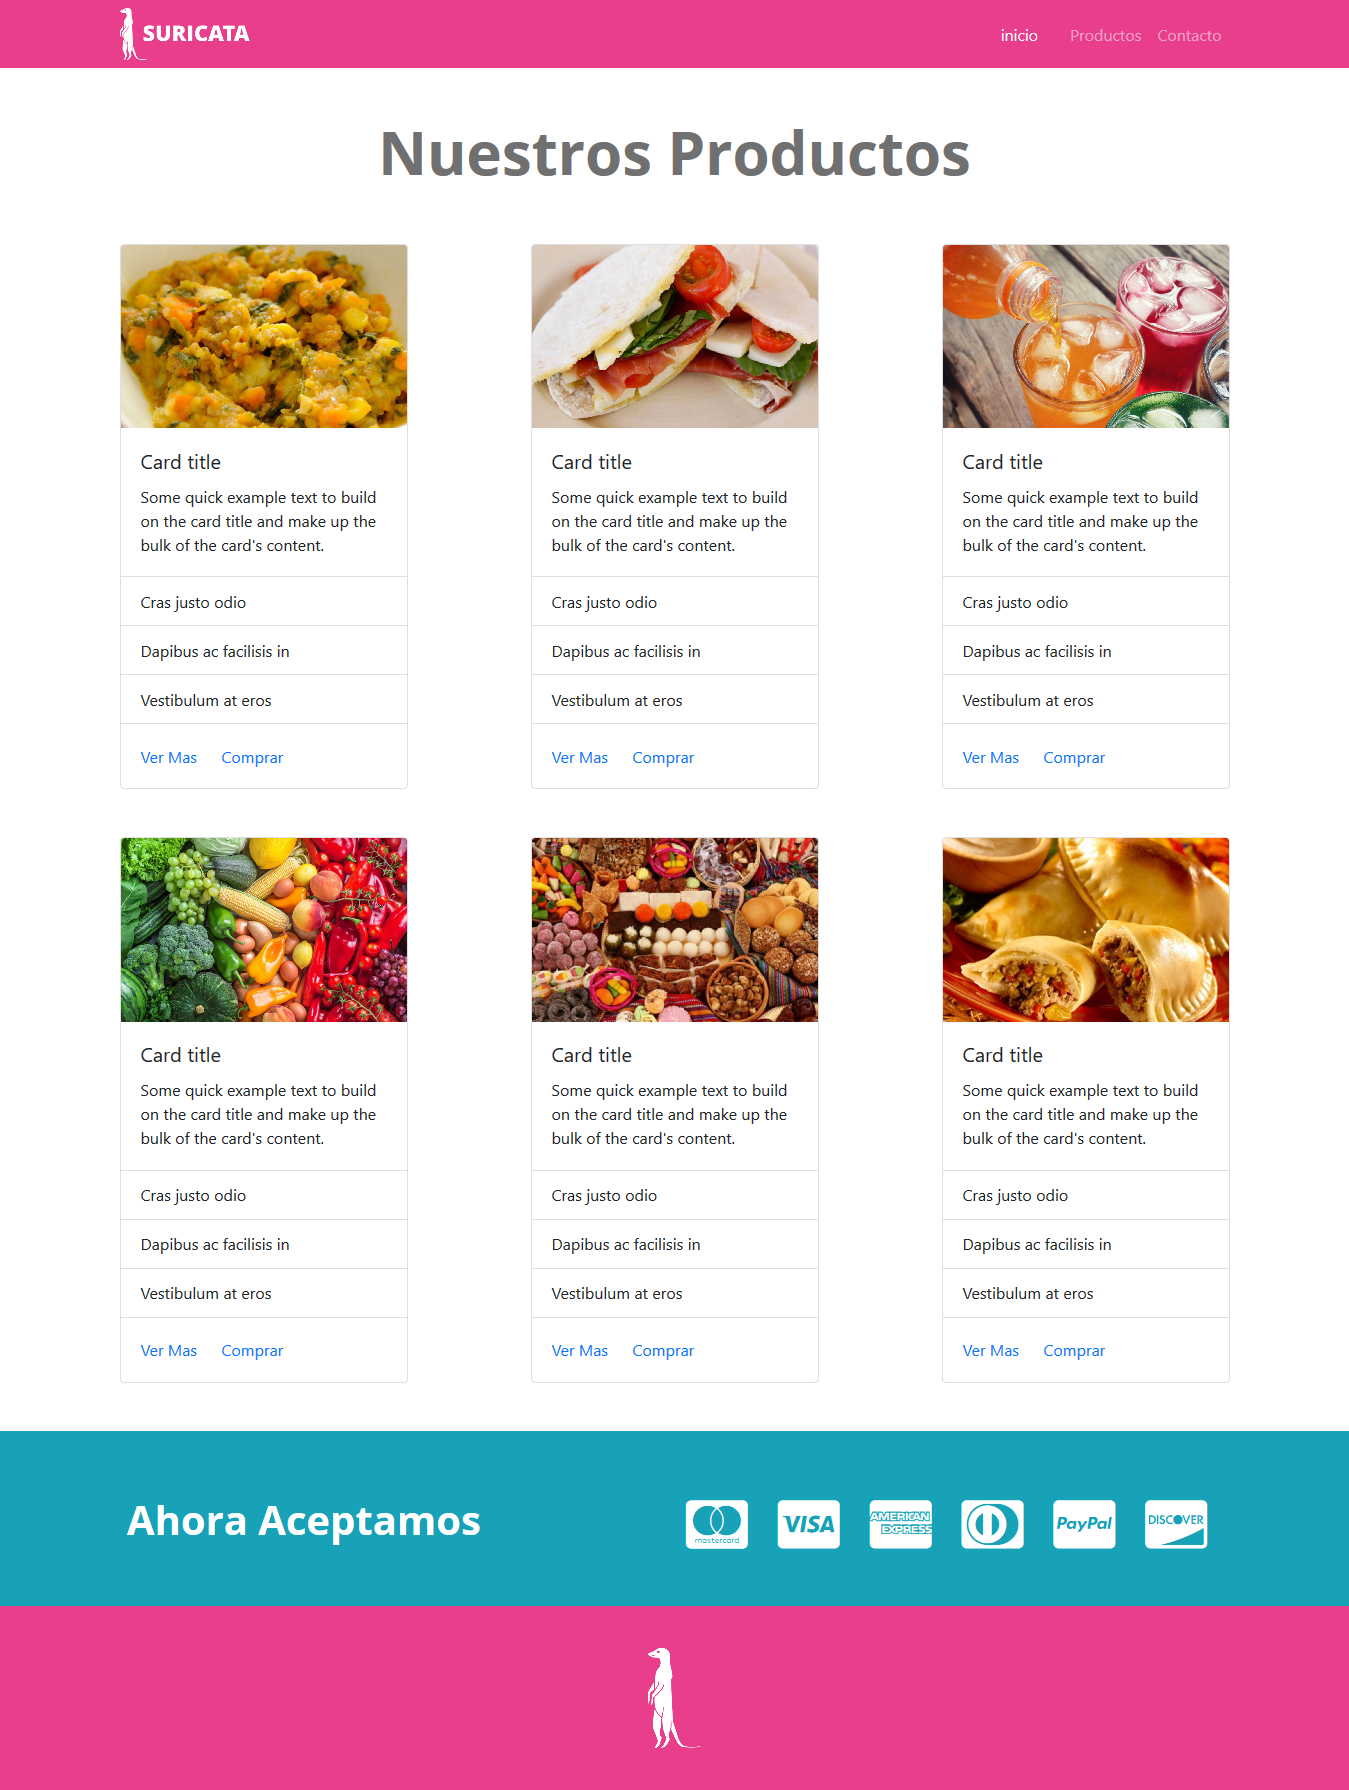 SURICATA
inicio Productos Contacto
Nuestros Productos
Card title
Some quick example text to build
on the card title and make up the
bulk of the card's content.
Cras justo odio
Dapibus ac facilisis in
Vestibulum at eros
Ver Mas Comprar
Card title
Some quick example text to build
on the card title and make up the
bulk of the card's content.
Cras justo odio
Dapibus ac facilisis in
Vestibulum at eros
Ver Mas Comprar
Card title
Some quick example text to build
on the card title and make up the
bulk of the card's content.
Cras justo odio
Dapibus ac facilisis in
Vestibulum at eros
Ver Mas Comprar
Card title
Some quick example text to build
on the card title and make up the
bulk of the card's content.
Cras justo odio
Dapibus ac facilisis in
Vestibulum at eros
Ver Mas Comprar
Card title
Some quick example text to build
on the card title and make up the
bulk of the card's content.
Cras justo odio
Dapibus ac facilisis in
Vestibulum at eros
Ver Mas Comprar
Card title
Some quick example text to build
on the card title and make up the
bulk of the card's content.
Cras justo odio
Dapibus ac facilisis in
Vestibulum at eros
Ver Mas Comprar
Ahora Aceptamos
mastercard
VISA
AMERICAN
EXPRESS
PayPal
DISCOVER